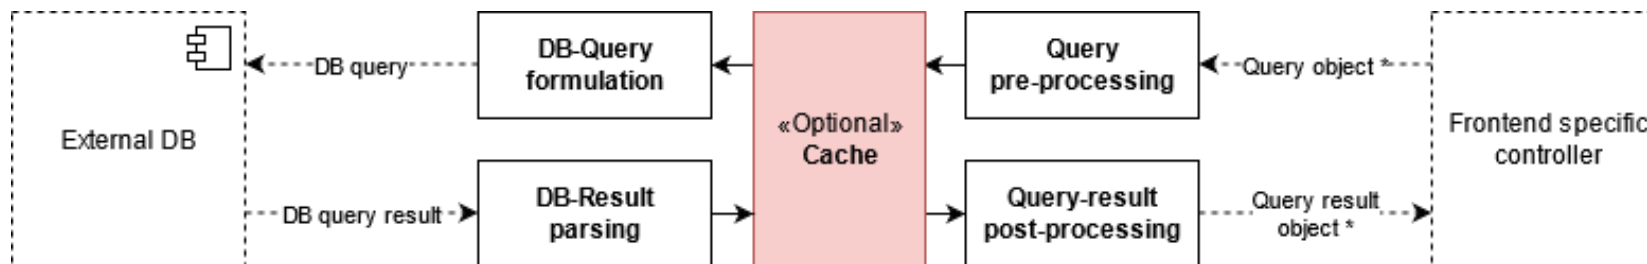 External DB
DB query
DB query result
DB-Query
formulation
DB-Result
parsing
«Optional»
Cache
Query
pre-processing
Query-result
post-processing
Query object *
Query result
object *
Frontend specific
controller